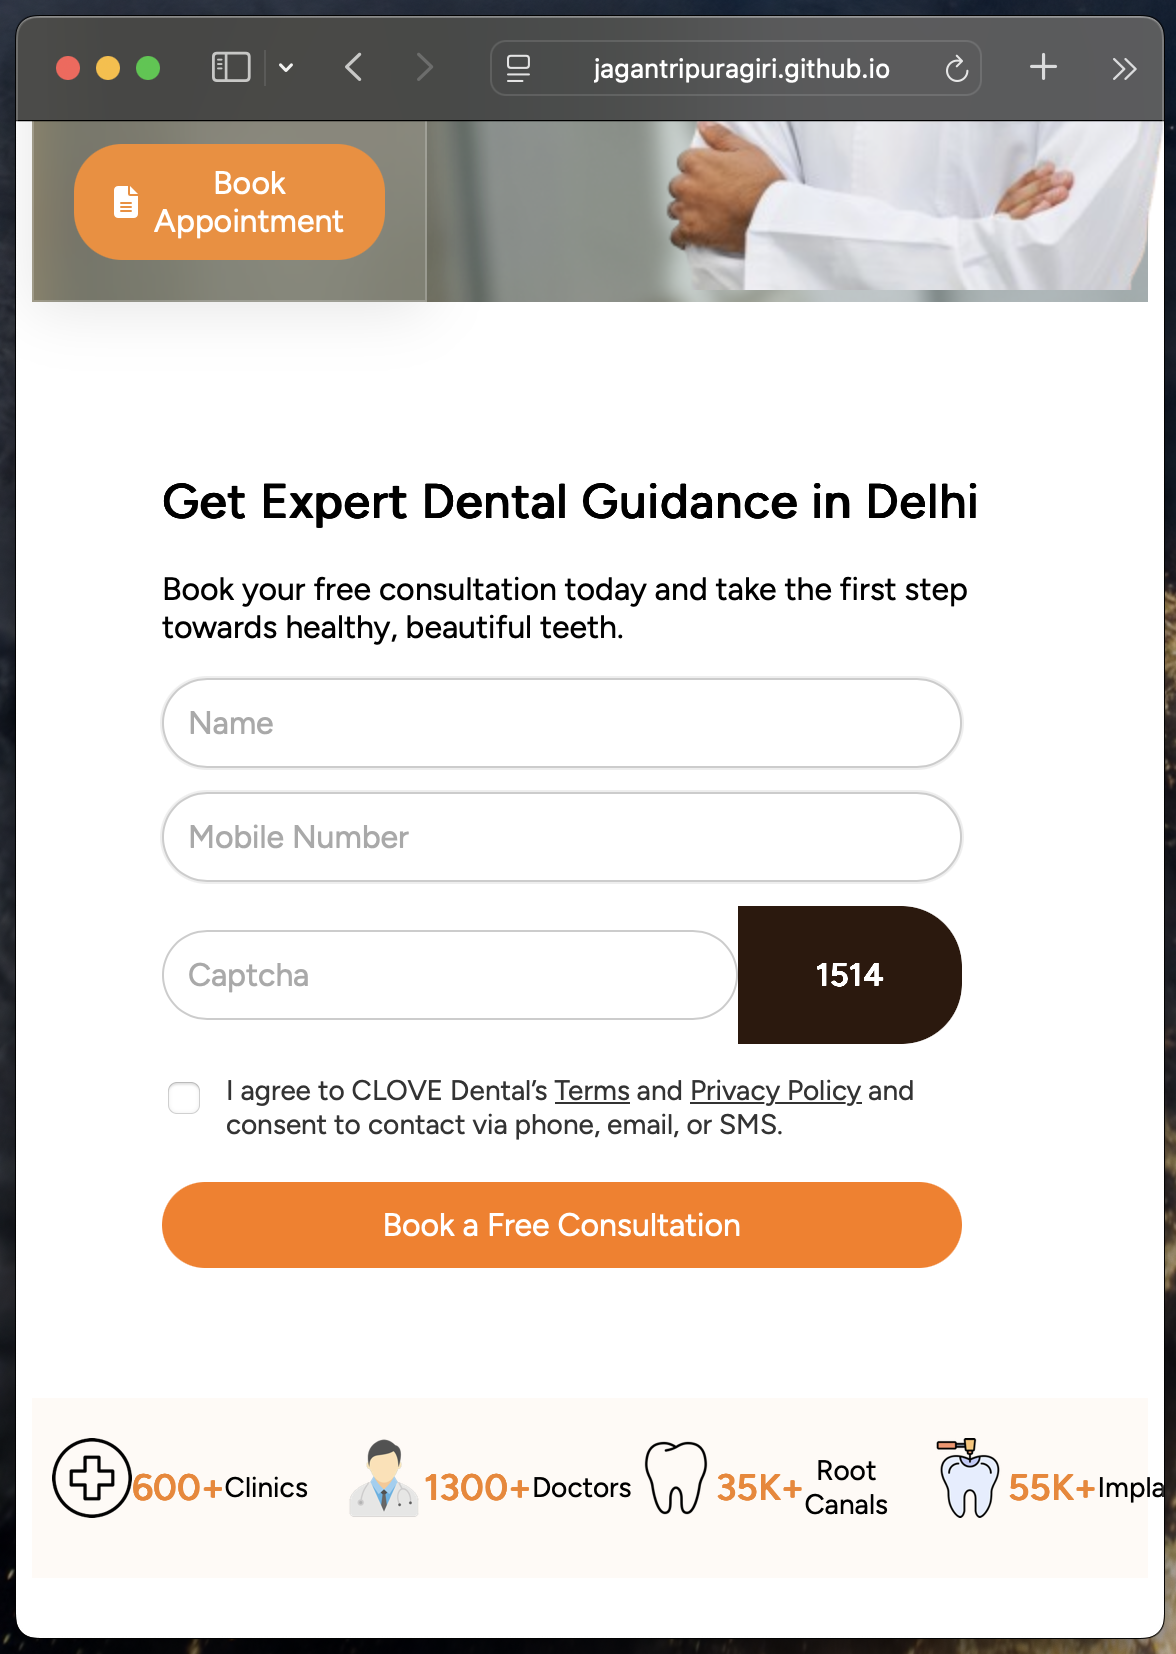 jagantripuragiri.github.io
Book
Appointment
Get Expert Dental Guidance in Delhi
Book your free consultation today and take the first step
towards healthy, beautiful teeth.
Name
Mobile Number
Captcha
1514
I agree to CLOVE Dental’s Terms and Privacy Policy and
consent to contact via phone, email, or SMS.
Book a Free Consultation
600+Clinics
1300+Doctors
35K+Root
Canals
55K+Impla